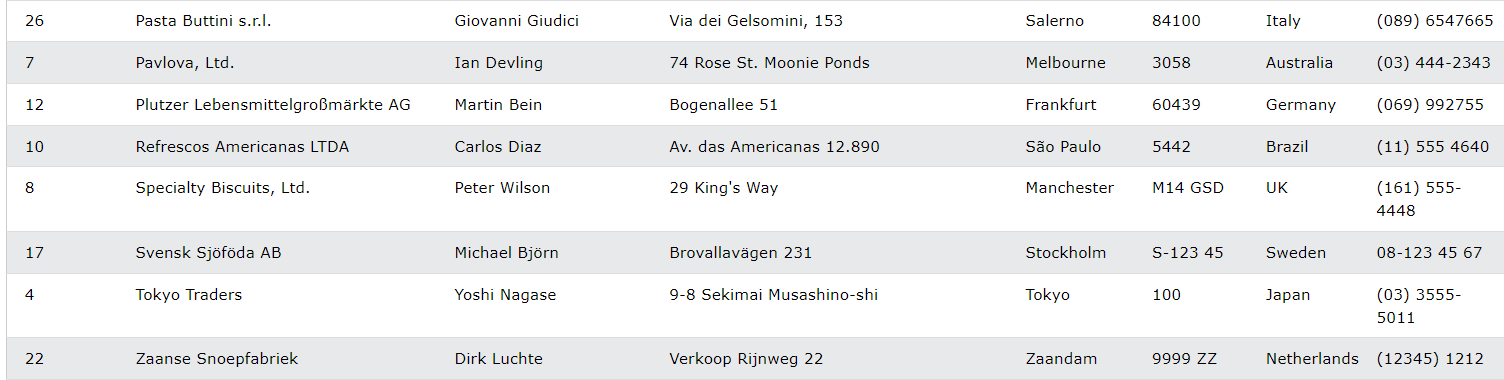 26 Pasta Buttini s.r.l. Giovanni Giudici Via dei Gelsomini, 153 Salerno 84100 Italy (089) 6547665
7 Pavlova, Ltd. Ian Devling 74 Rose St. Moonie Ponds Melbourne 3058 Australia (03) 444-2343
12 Plutzer Lebensmittelgroßmärkte AG Martin Bein Bogenallee 51 Frankfurt 60439 Germany (069) 992755
10 Refrescos Americanas LTDA Carlos Diaz Av. das Americanas 12.890 São Paulo 5442 Brazil (11) 555 4640
8 Specialty Biscuits, Ltd. Peter Wilson 29 King's Way Manchester M14 GSD UK (161) 555-
4448
17 Svensk Sjöföda AB Michael Björn Brovallavägen 231 Stockholm S-123 45 Sweden 08-123 45 67
4 Tokyo Traders Yoshi Nagase 9-8 Sekimai Musashino-shi Tokyo 100 Japan (03) 3555-
5011
22 Zaanse Snoepfabriek Dirk Luchte Verkoop Rijnweg 22 Zaandam 9999 ZZ Netherlands (12345) 1212